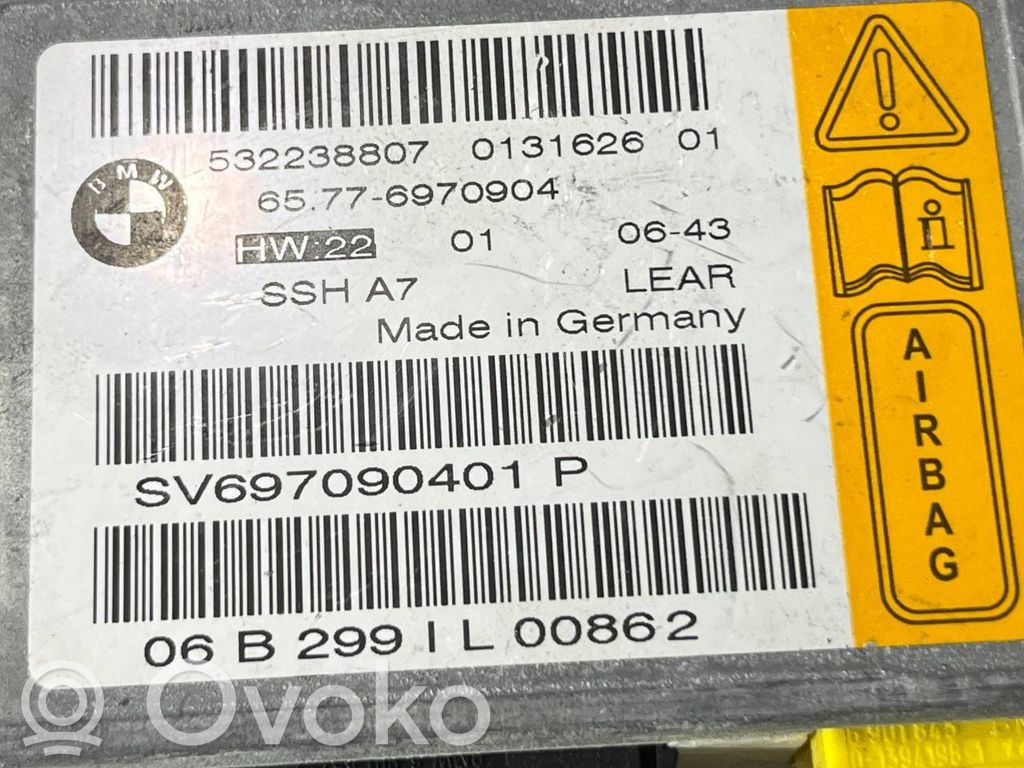 532238807 0131626 01
BMW
65.77-6970904
HW:22 01 06-43
SSH A7 LEAR
Made in Germany
SV697090401 P
06 B 299 I L 00862
i
AIRBAG
Ovoko